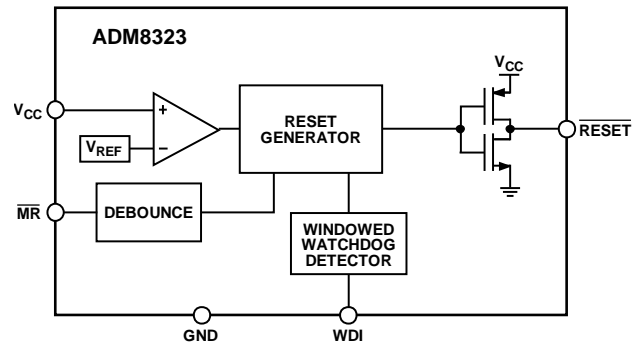 ADM8323
VCC
VCC
+
RESET
GENERATOR
RESET
VREF
−
MR
DEBOUNCE
WINDOWED
WATCHDOG
DETECTOR
GND
WDI